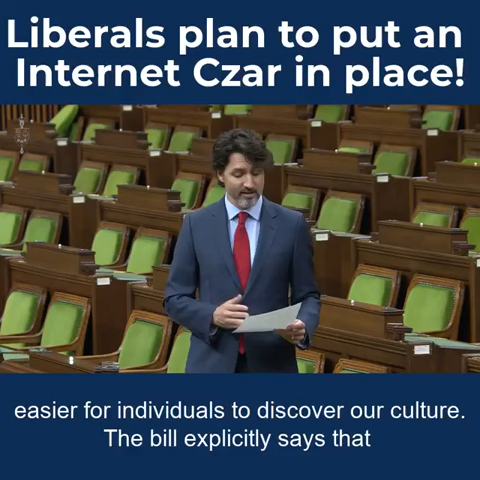 Liberals plan to put an
Internet Czar in place!
easier for individuals to discover our culture.
The bill explicitly says that